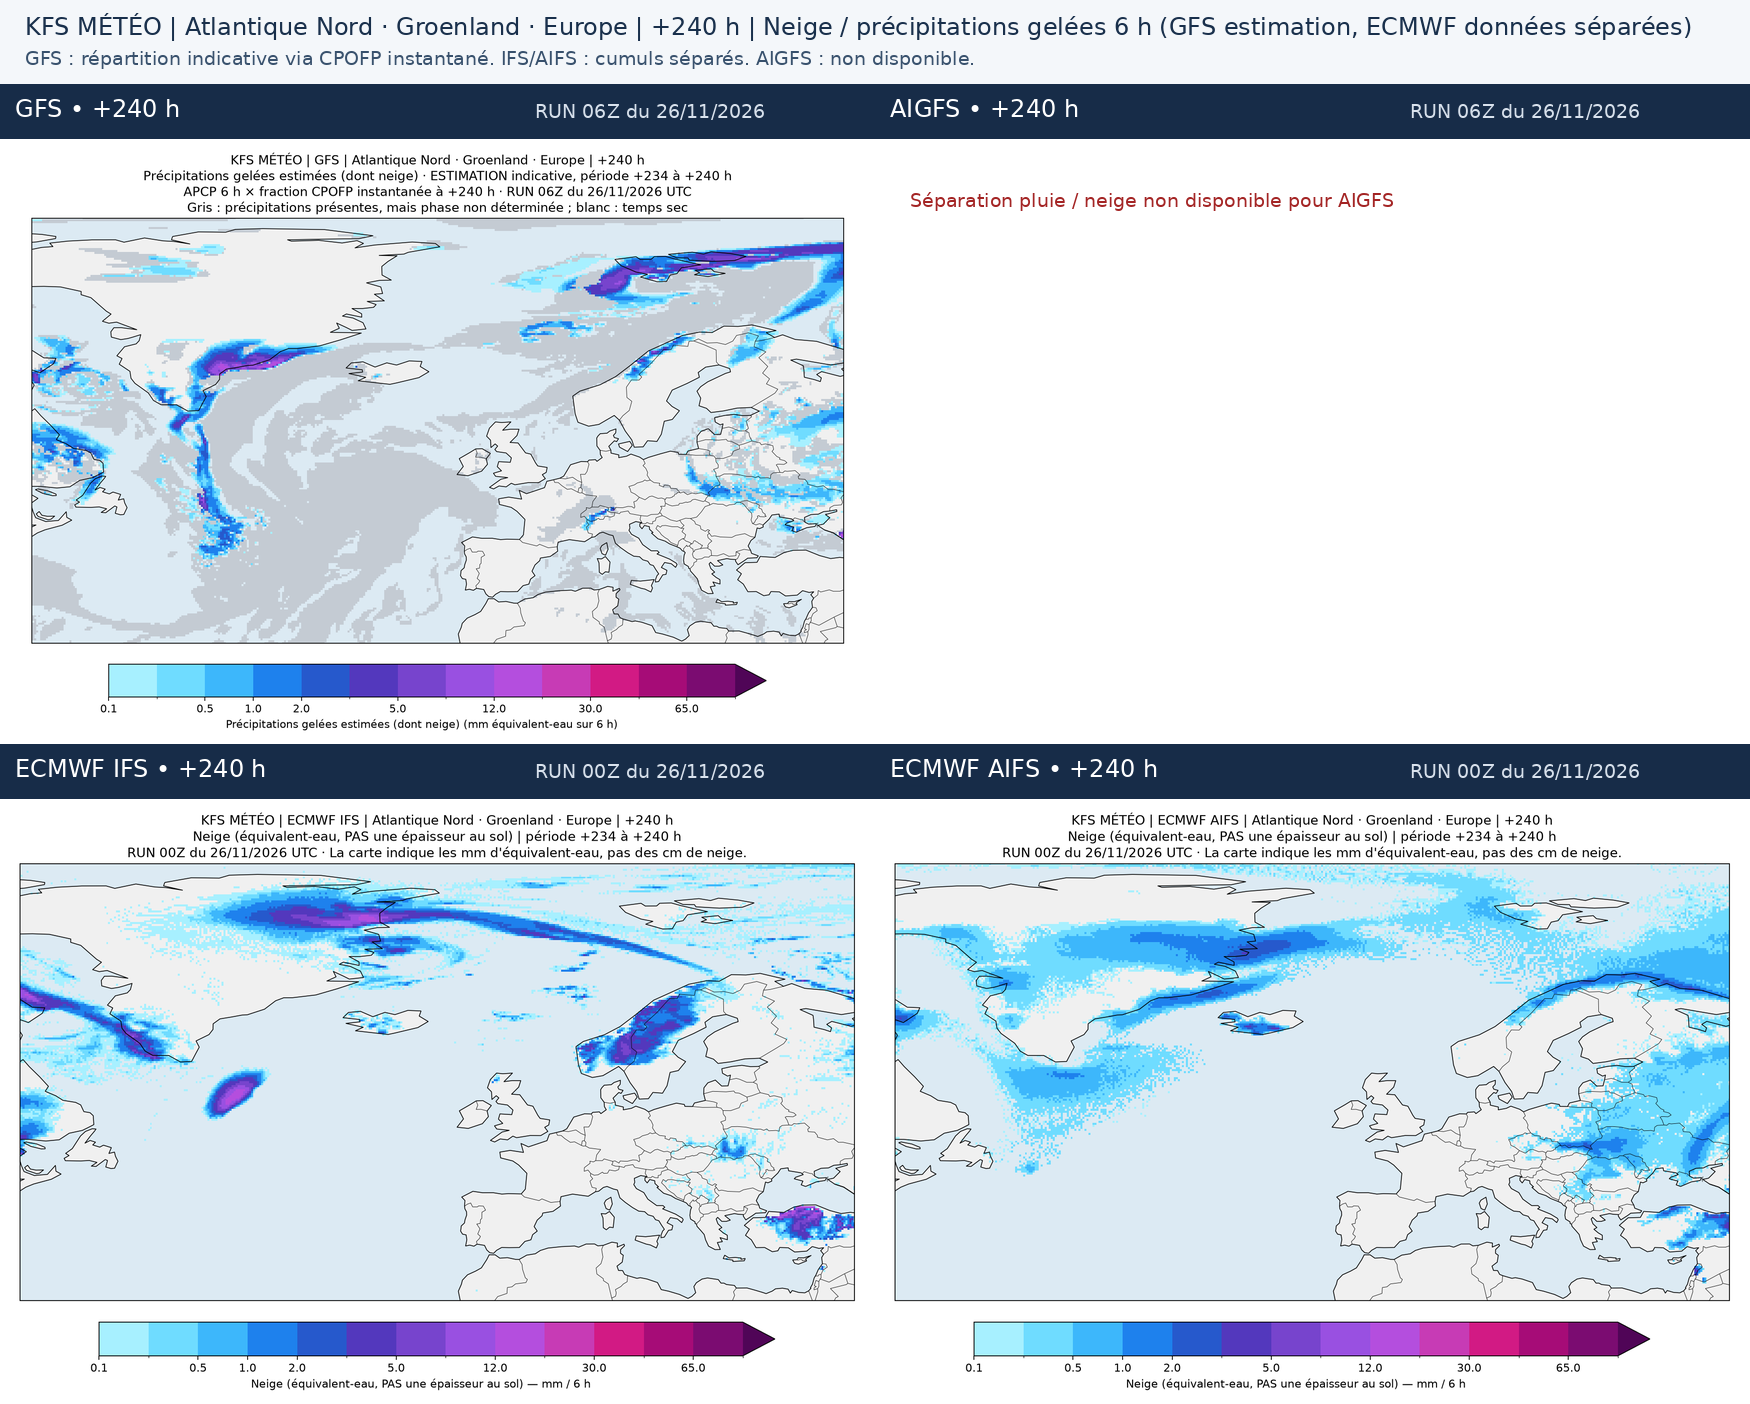 KFS MÉTÉO | Atlantique Nord · Groenland · Europe | +240 h | Neige / précipitations gelées 6 h (GFS estimation, ECMWF données séparées)
GFS : répartition indicative via CPOFP instantané. IFS/AIFS : cumuls séparés. AIGFS : non disponible.
GFS • +240 h RUN 06Z du 26/11/2026
AIGFS • +240 h RUN 06Z du 26/11/2026
KFS MÉTÉO | GFS | Atlantique Nord · Groenland · Europe | +240 h
Précipitations gelées estimées (dont neige) · ESTIMATION indicative, période +234 à +240 h
APCP 6 h × fraction CPOFP instantanée à +240 h · RUN 06Z du 26/11/2026 UTC
Gris : précipitations présentes, mais phase non déterminée ; blanc : temps sec
Séparation pluie / neige non disponible pour AIGFS
0.1 0.5 1.0 2.0 5.0 12.0 30.0 65.0
Précipitations gelées estimées (dont neige) (mm équivalent-eau sur 6 h)
ECMWF IFS • +240 h RUN 00Z du 26/11/2026
ECMWF AIFS • +240 h RUN 00Z du 26/11/2026
KFS MÉTÉO | ECMWF IFS | Atlantique Nord · Groenland · Europe | +240 h
Neige (équivalent-eau, PAS une épaisseur au sol) | période +234 à +240 h
RUN 00Z du 26/11/2026 UTC · La carte indique les mm d'équivalent-eau, pas des cm de neige.
KFS MÉTÉO | ECMWF AIFS | Atlantique Nord · Groenland · Europe | +240 h
Neige (équivalent-eau, PAS une épaisseur au sol) | période +234 à +240 h
RUN 00Z du 26/11/2026 UTC · La carte indique les mm d'équivalent-eau, pas des cm de neige.
0.1 0.5 1.0 2.0 5.0 12.0 30.0 65.0
Neige (équivalent-eau, PAS une épaisseur au sol) — mm / 6 h
0.1 0.5 1.0 2.0 5.0 12.0 30.0 65.0
Neige (équivalent-eau, PAS une épaisseur au sol) — mm / 6 h